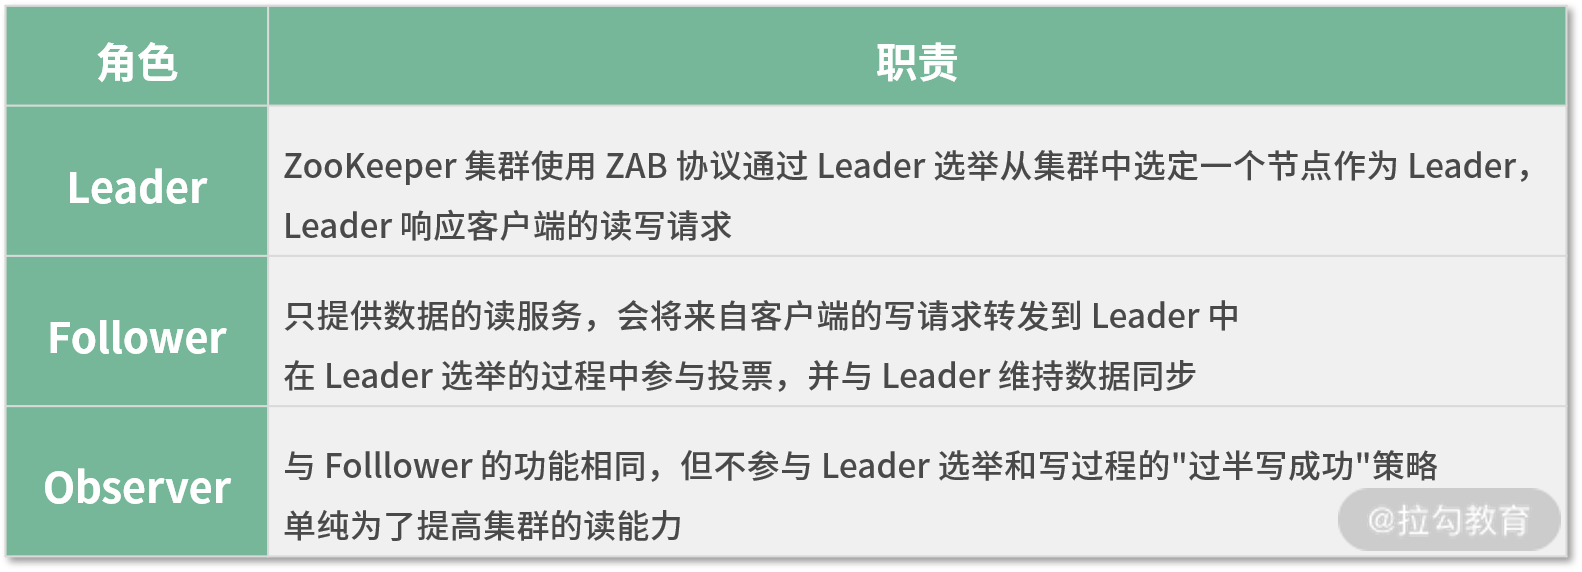 角色
职责
Leader
ZooKeeper 集群使用 ZAB 协议通过 Leader 选举从集群中选定一个节点作为 Leader，
Leader 响应客户端的读写请求
Follower
只提供数据的读服务，会将来自客户端的写请求转发到 Leader 中
在 Leader 选举的过程中参与投票，并与 Leader 维持数据同步
Observer
与 Folllower 的功能相同，但不参与 Leader 选举和写过程的"过半写成功"策略
单纯为了提高集群的读能力
@拉勾教育